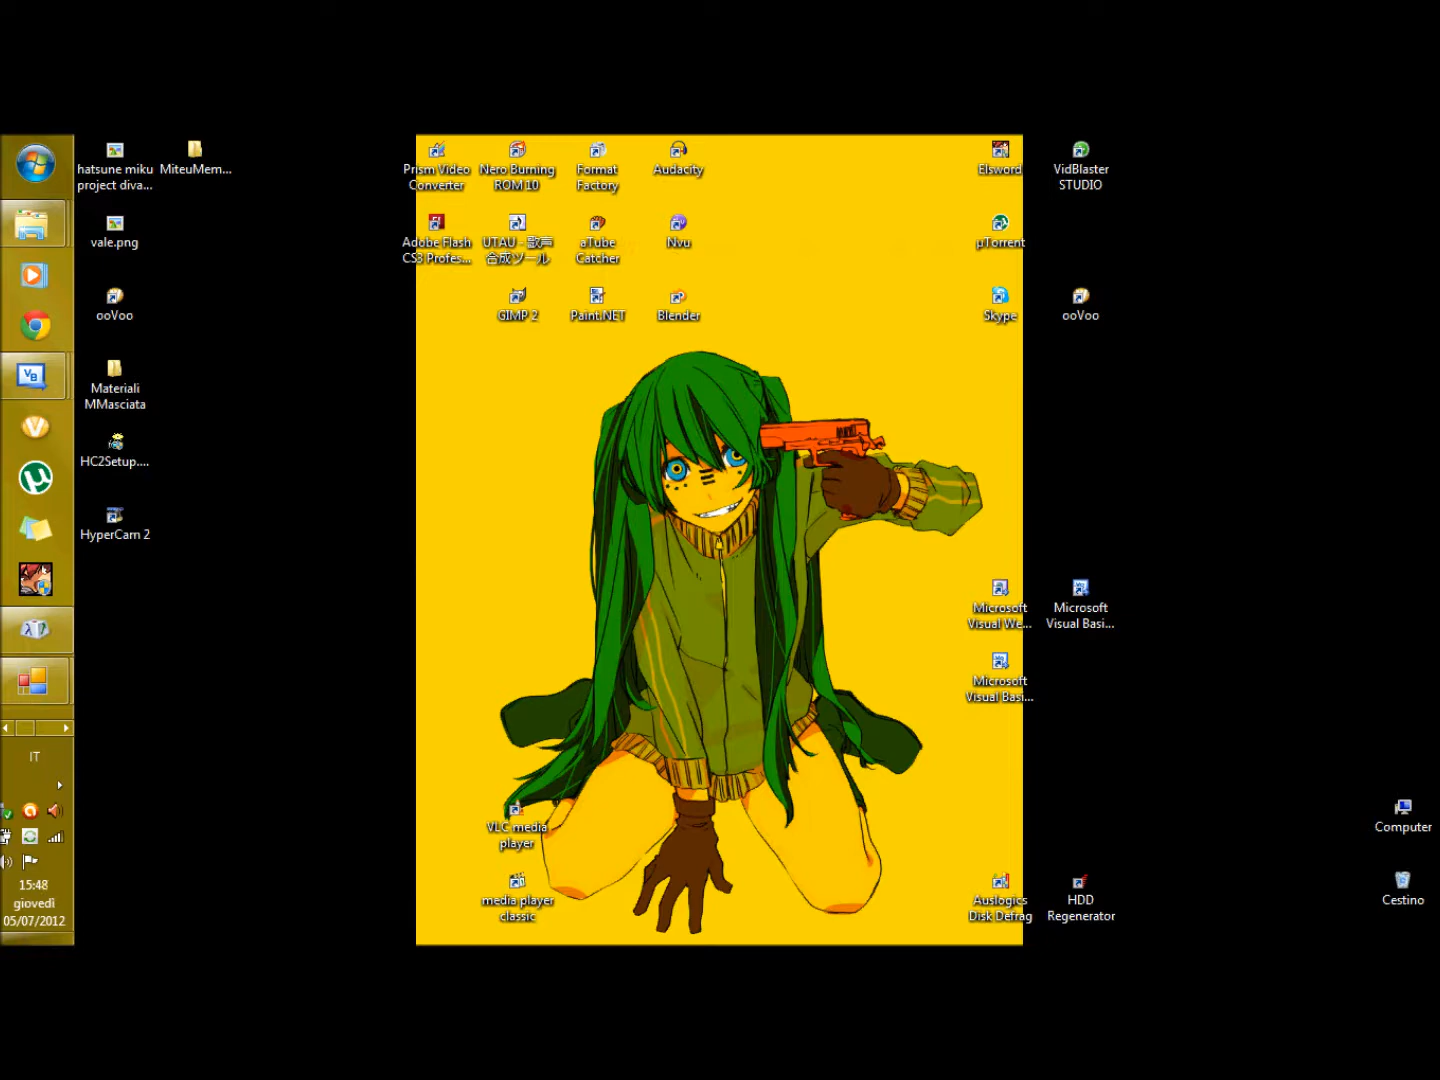 hatsune miku
project diva...
MiteuMem...
vale.png
ooVoo
Materiali
MMasciata
HC2Setup....
HyperCam 2
Prism Video
Converter
Nero Burning
ROM 10
Format
Factory
Audacity
Adobe Flash
CS3 Profes...
UTAU - 歌声
合成ツール
aTube
Catcher
Nvu
GIMP 2
Paint.NET
Blender
VLC media
player
media player
classic
Elsword
VidBlaster
STUDIO
µTorrent
Skype
ooVoo
Microsoft
Visual We...
Microsoft
Visual Basi...
Microsoft
Visual Basi...
Auslogics
Disk Defrag
HDD
Regenerator
Computer
Cestino
VB
IT
15:48
giovedì
05/07/2012